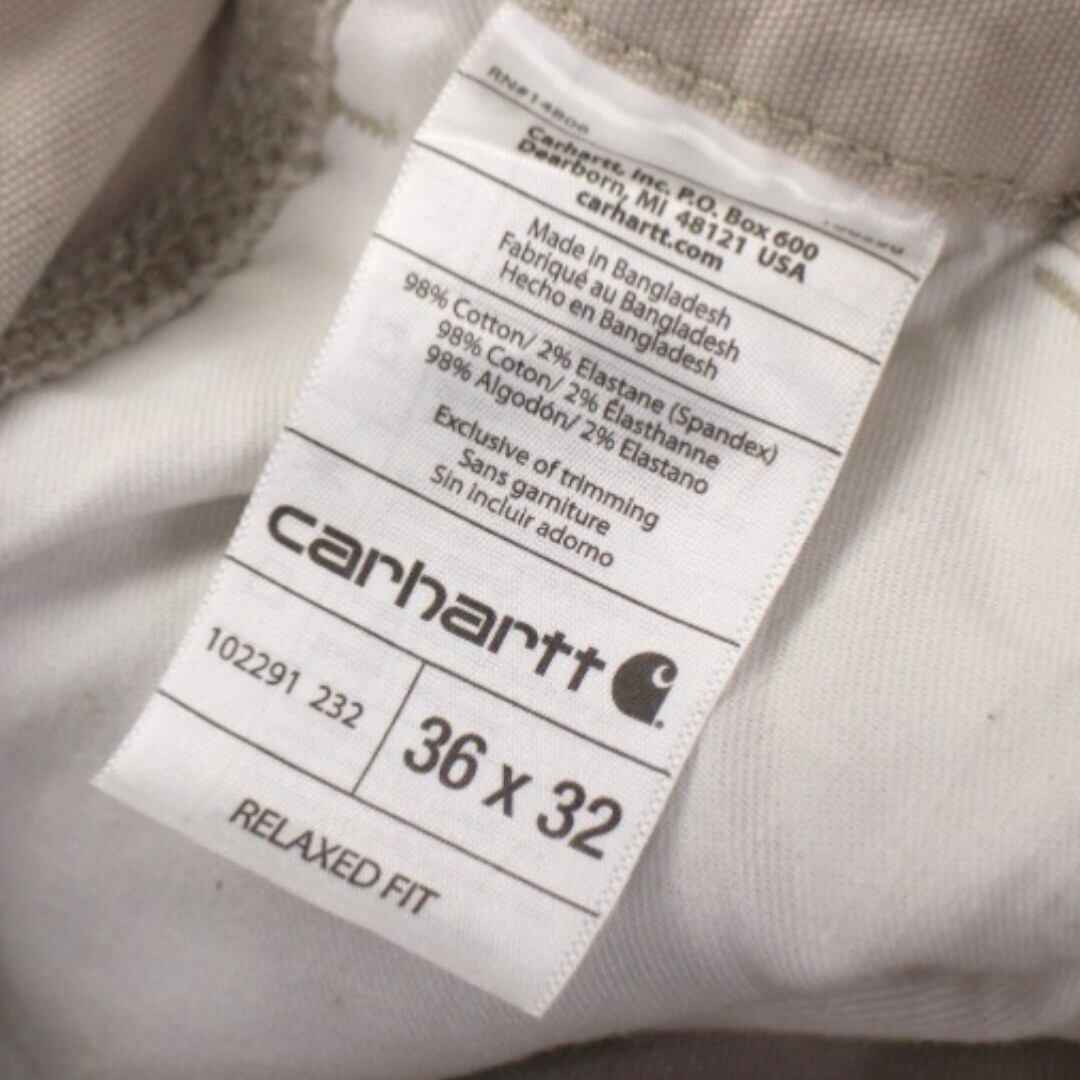 RN#14806
Carhartt, Inc. P.O. Box 600
Dearborn, MI 48121 USA
carhartt.com
Made in Bangladesh
Fabriqué au Bangladesh
Hecho en Bangladesh
98% Cotton/ 2% Elastane (Spandex)
98% Coton/ 2% Élasthanne
98% Algodón/ 2% Elastano
Exclusive of trimming
Sans garniture
Sin incluir adorno
carhartt
102291 232
36 x 32
RELAXED FIT